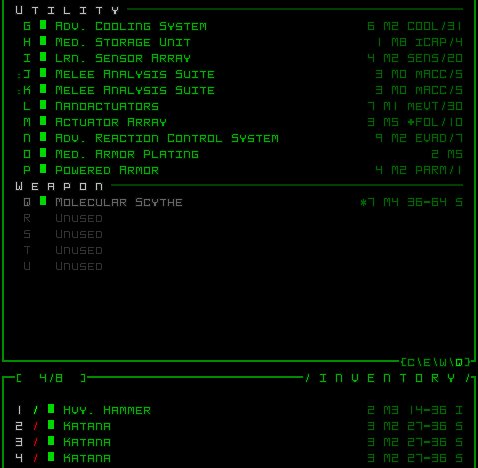 UTILITY
G Adv. Cooling System 6 M2 COOL/31
H Med. Storage Unit 1 M8 ICAP/4
I Lrn. Sensor Array 4 M2 SENS/20
:J Melee Analysis Suite 3 M0 mACC/5
:K Melee Analysis Suite 3 M0 mACC/5
L Nanoactuators 7 M1 mEVT/30
M Actuator Array 3 M5 +FOL/10
N Adv. Reaction Control System 9 M2 EVAD/7
O Med. Armor Plating 2 M5
P Powered Armor 4 M2 PARM/1
WEAPON
Q Molecular Scythe *7 M4 36-64 S
R Unused
S Unused
T Unused
U Unused
[C\E\W\Q]
[ 4/8 ] /INVENTORY/
1 / Hvy. Hammer 2 M3 14-36 I
2 / Katana 3 M2 27-36 S
3 / Katana 3 M2 27-36 S
4 / Katana 3 M2 27-36 S